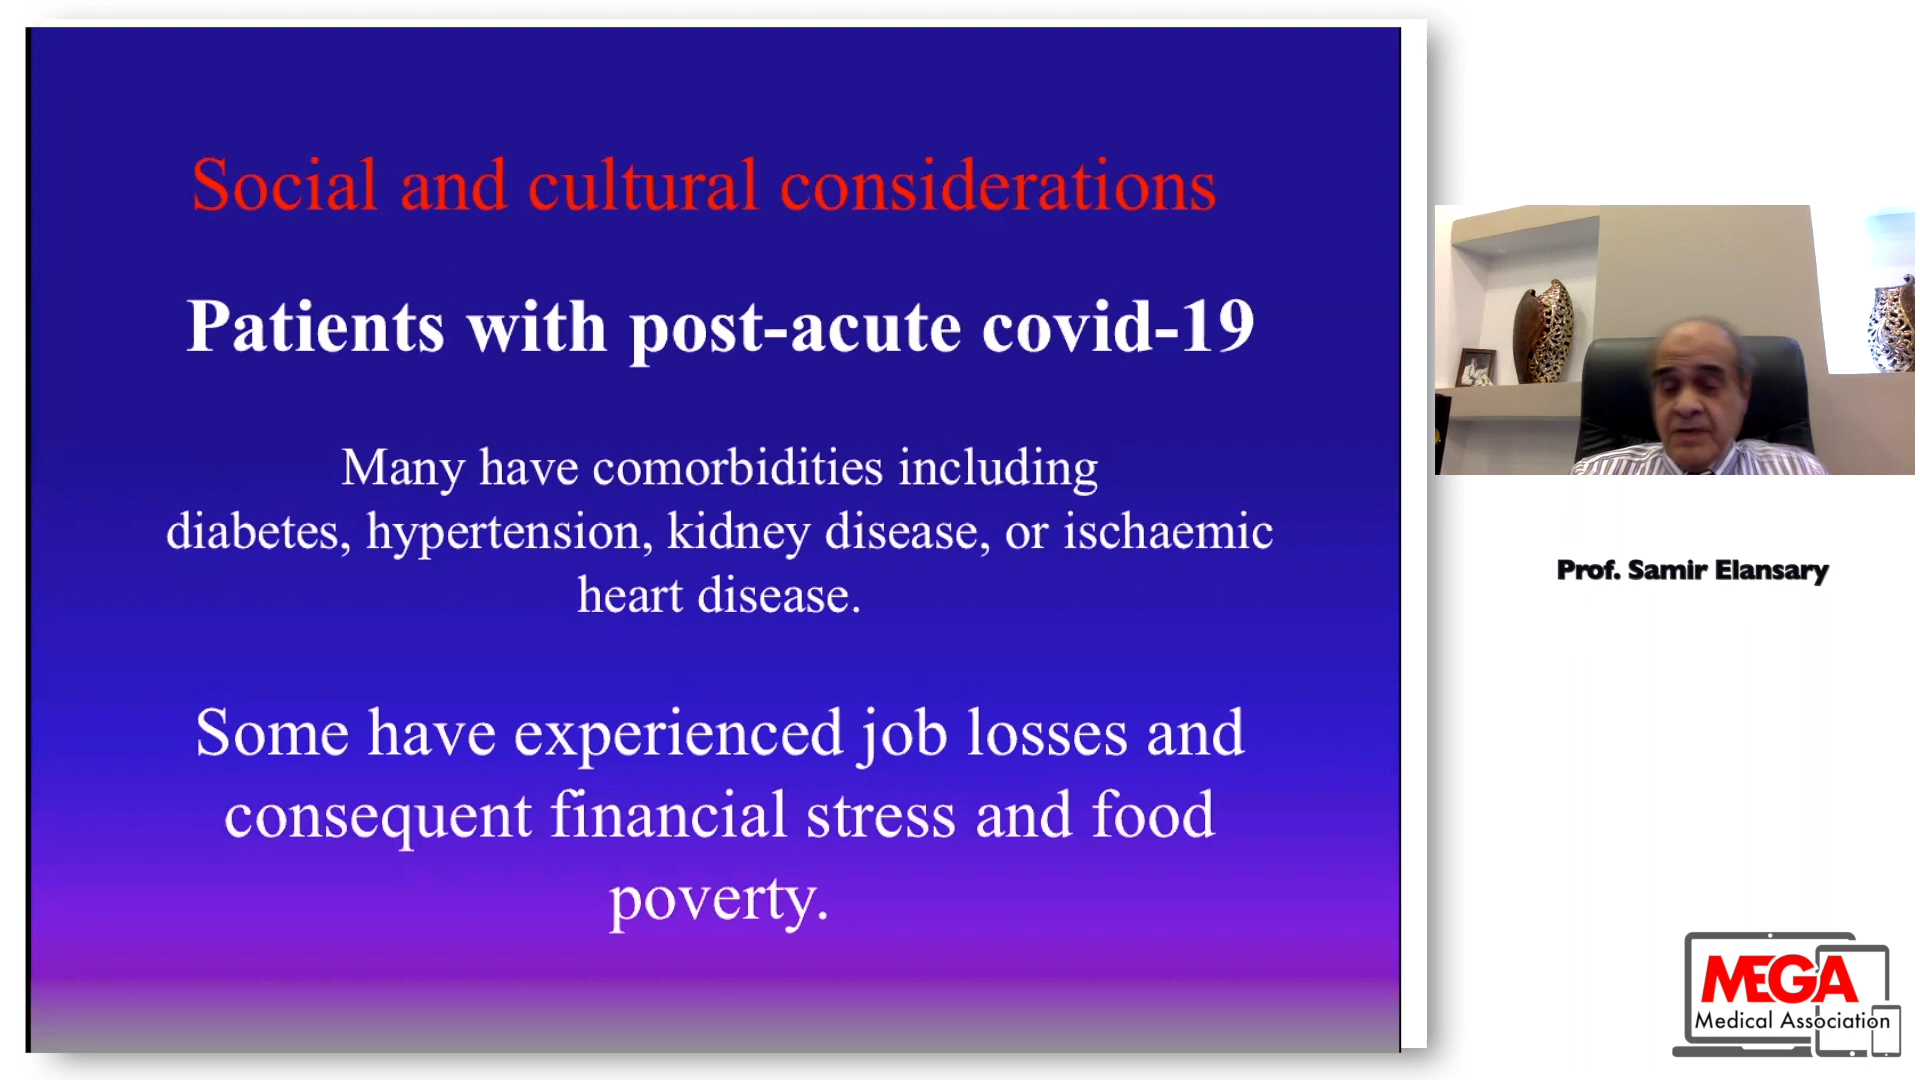 Social and cultural considerations
Patients with post-acute covid-19
Many have comorbidities including
diabetes, hypertension, kidney disease, or ischaemic
heart disease.
Some have experienced job losses and
consequent financial stress and food
poverty.
Prof. Samir Elansary
MEGA
Medical Association